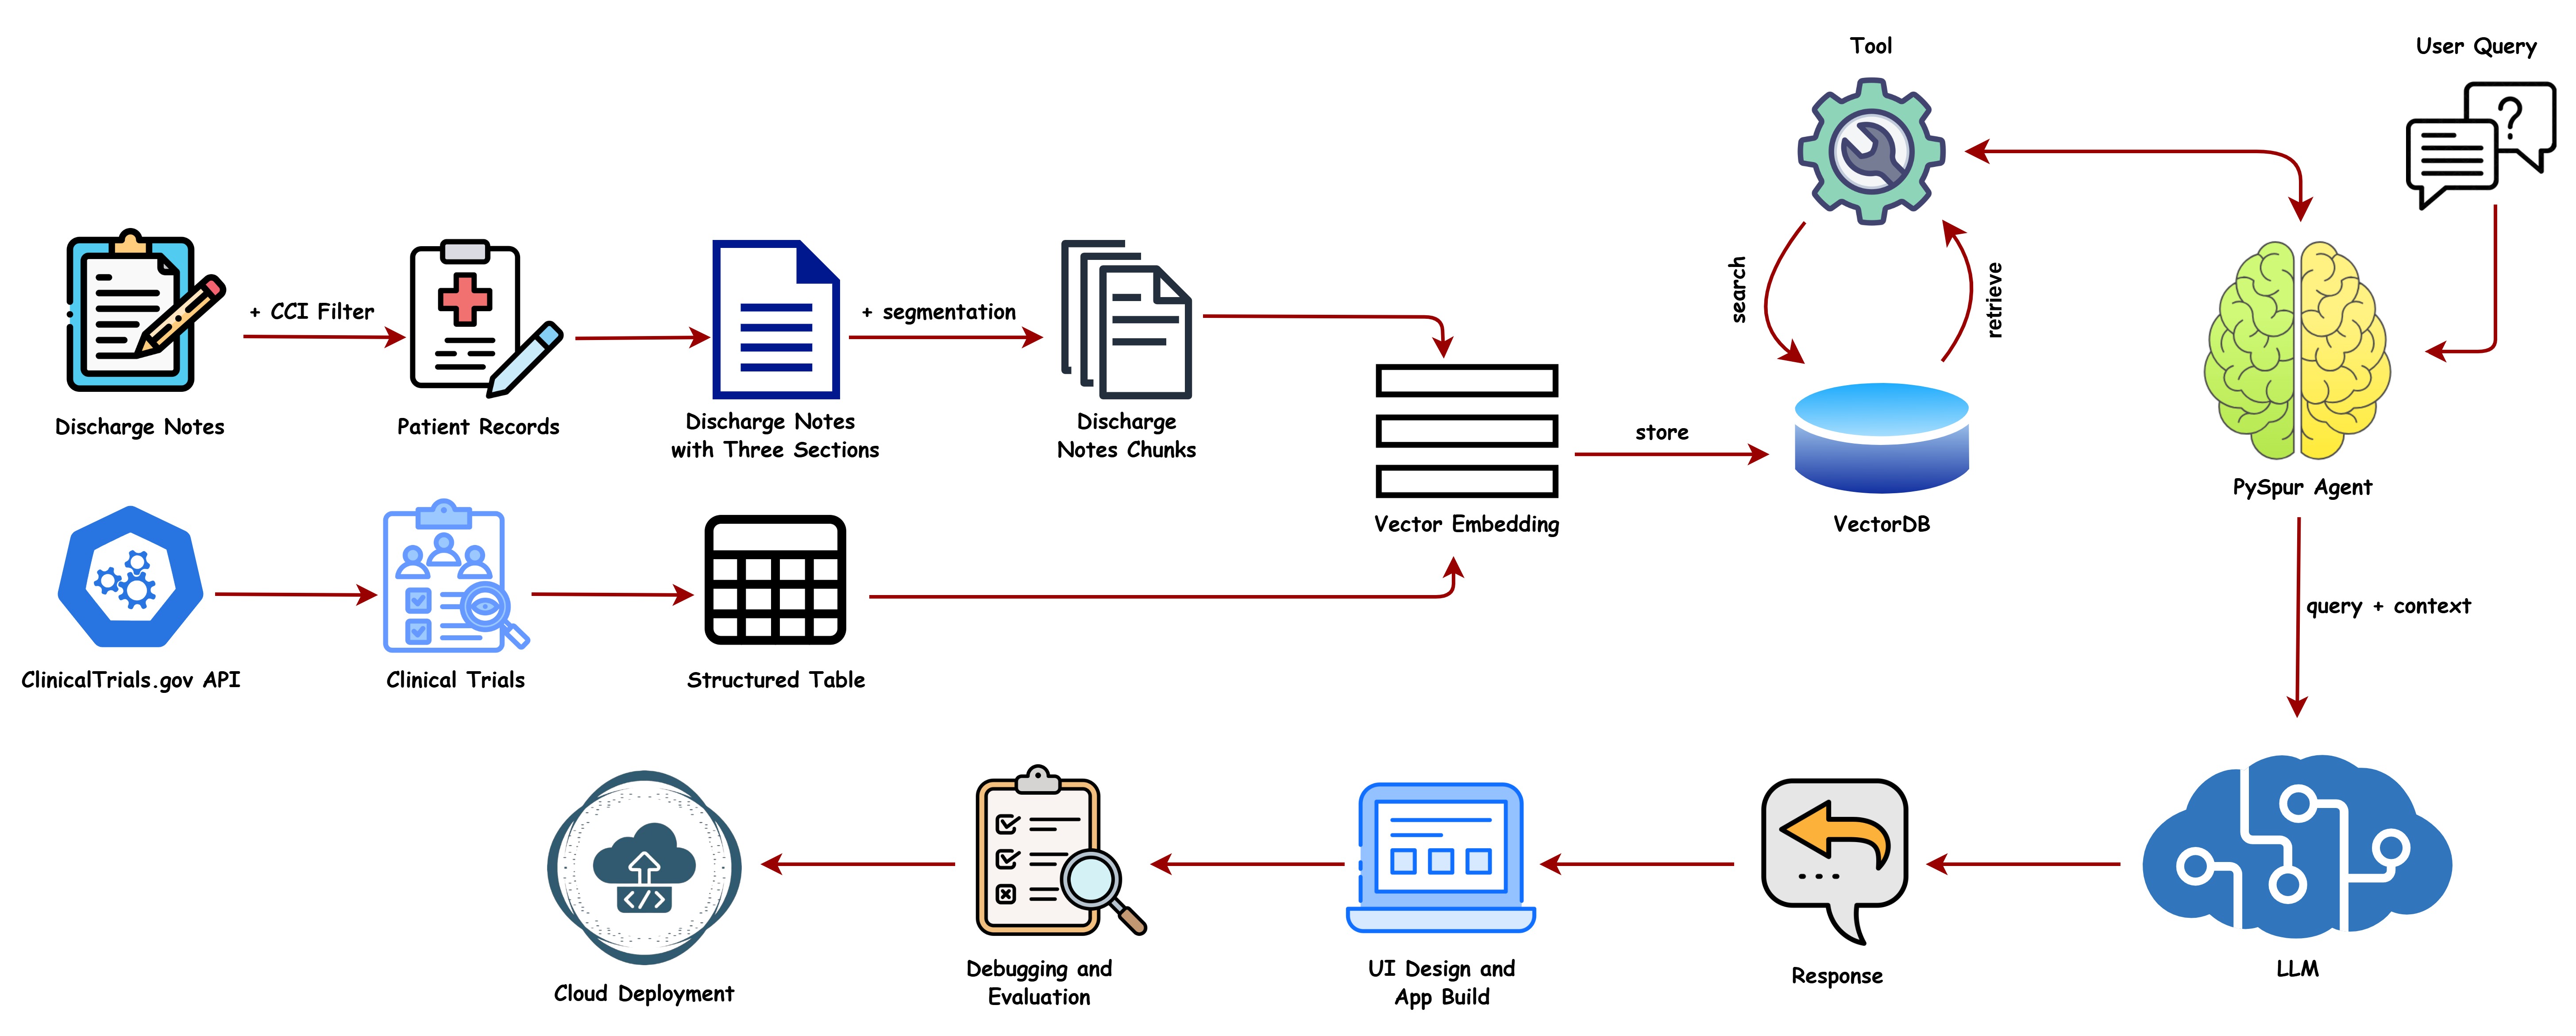 Tool
User Query
+ CCI Filter
+ segmentation
search
retrieve
Discharge Notes
Patient Records
Discharge Notes
with Three Sections
Discharge
Notes Chunks
store
Vector Embedding
VectorDB
PySpur Agent
query + context
ClinicalTrials.gov API
Clinical Trials
Structured Table
Cloud Deployment
Debugging and
Evaluation
UI Design and
App Build
Response
LLM